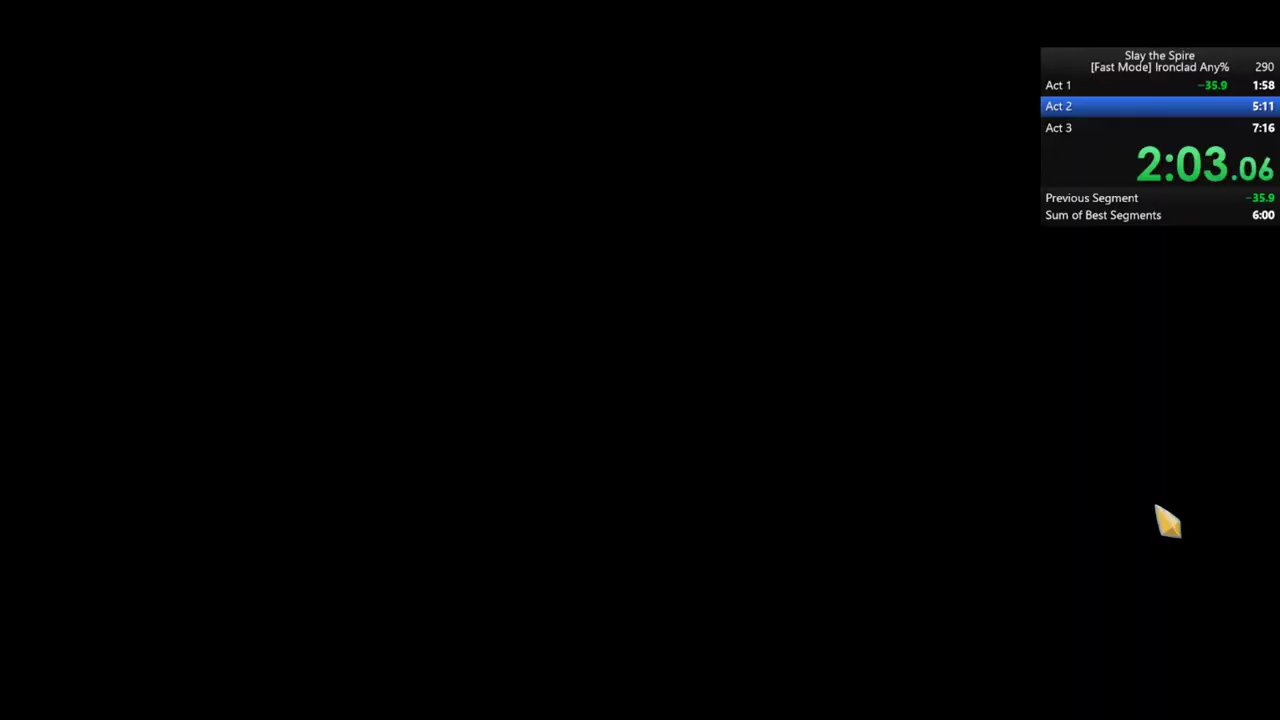 Slay the Spire
[Fast Mode] Ironclad Any% 290
Act 1 -35.9 1:58
Act 2 5:11
Act 3 7:16
2:03.06
Previous Segment -35.9
Sum of Best Segments 6:00